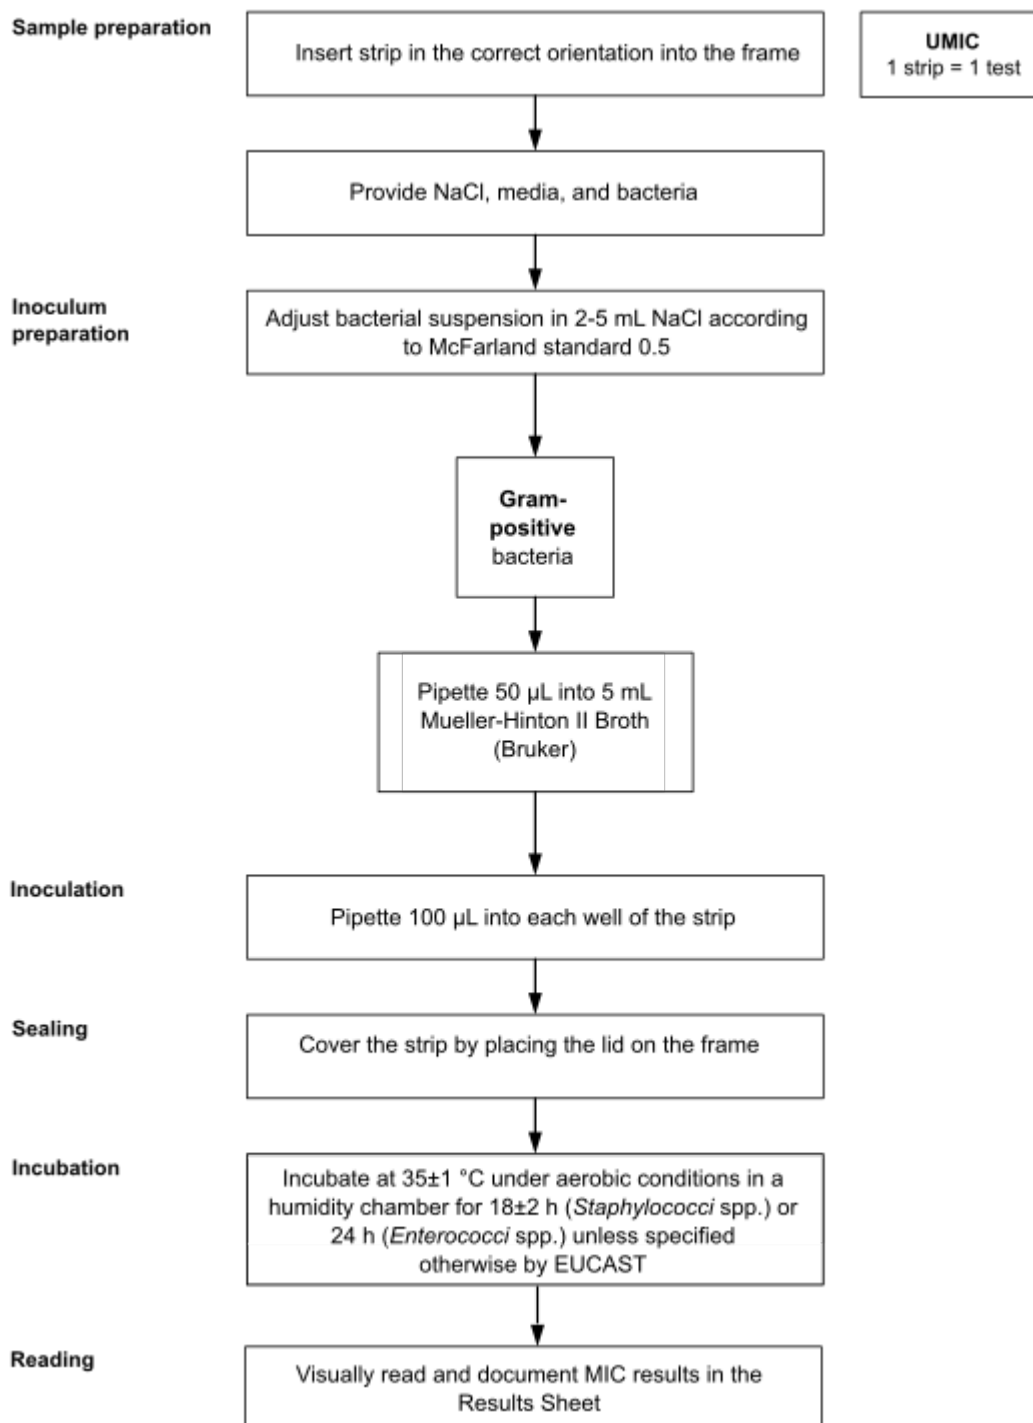 Sample preparation
Insert strip in the correct orientation into the frame
UMIC
1 strip = 1 test
Provide NaCl, media, and bacteria
Inoculum
preparation
Adjust bacterial suspension in 2-5 mL NaCl according
to McFarland standard 0.5
Gram-
positive
bacteria
Pipette 50 µL into 5 mL
Mueller-Hinton II Broth
(Bruker)
Inoculation
Pipette 100 µL into each well of the strip
Sealing
Cover the strip by placing the lid on the frame
Incubation
Incubate at 35±1 °C under aerobic conditions in a
humidity chamber for 18±2 h (Staphylococci spp.) or
24 h (Enterococci spp.) unless specified
otherwise by EUCAST
Reading
Visually read and document MIC results in the
Results Sheet